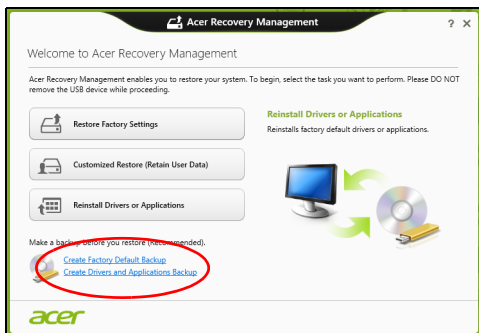 Acer Recovery Management
? ×
Welcome to Acer Recovery Management
Acer Recovery Management enables you to restore your system. To begin, select the task you want to perform. Please DO NOT
remove the USB device while proceeding.
Restore Factory Settings
Customized Restore (Retain User Data)
Reinstall Drivers or Applications
Reinstall Drivers or Applications
Reinstalls factory default drivers or applications.
Make a backup before you restore (Recommended).
Create Factory Default Backup
Create Drivers and Applications Backup
acer